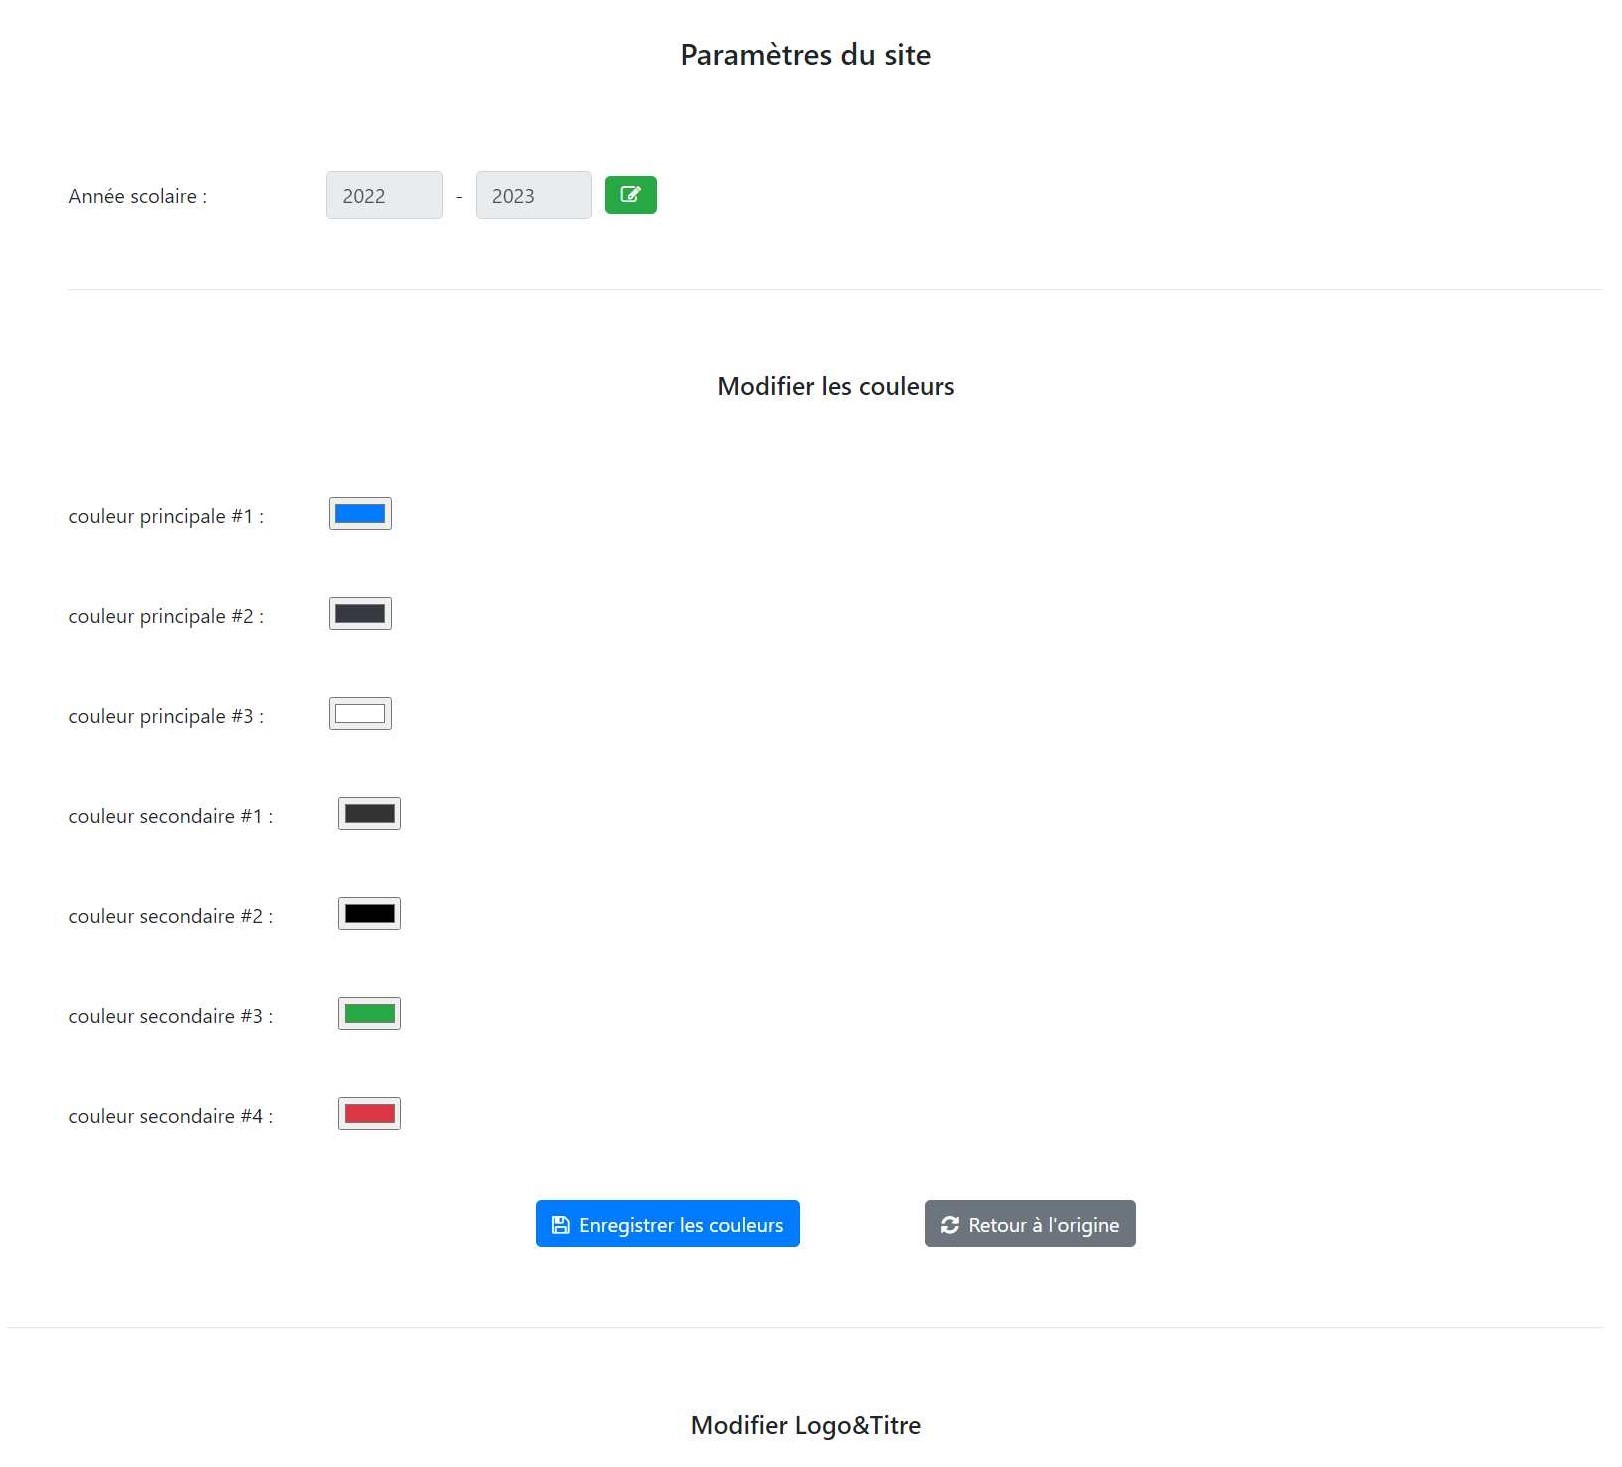 Paramètres du site
Année scolaire : 2022 - 2023
Modifier les couleurs
couleur principale #1 :
couleur principale #2 :
couleur principale #3 :
couleur secondaire #1 :
couleur secondaire #2 :
couleur secondaire #3 :
couleur secondaire #4 :
Enregistrer les couleurs Retour à l'origine
Modifier Logo&Titre